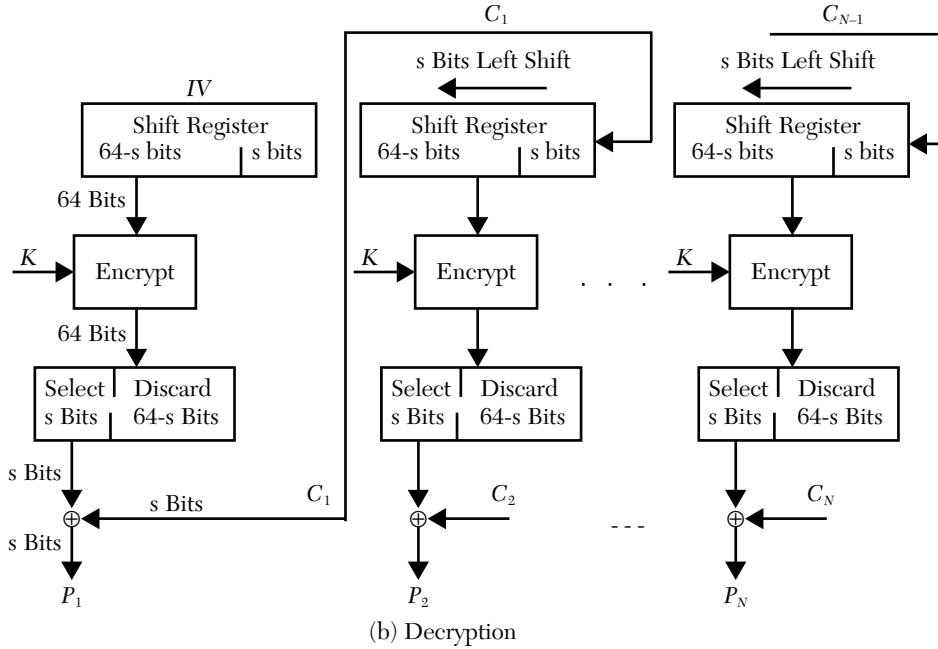 C1
CN–1
s Bits Left Shift
s Bits Left Shift
IV
Shift Register
64-s bits
s bits
Shift Register
64-s bits
s bits
Shift Register
64-s bits
s bits
64 Bits
K
Encrypt
K
Encrypt
. . .
K
Encrypt
64 Bits
Select
s Bits
Discard
64-s Bits
Select
s Bits
Discard
64-s Bits
Select
s Bits
Discard
64-s Bits
s Bits
s Bits
C1
C2
CN
---
s Bits
P1
P2
PN
(b) Decryption